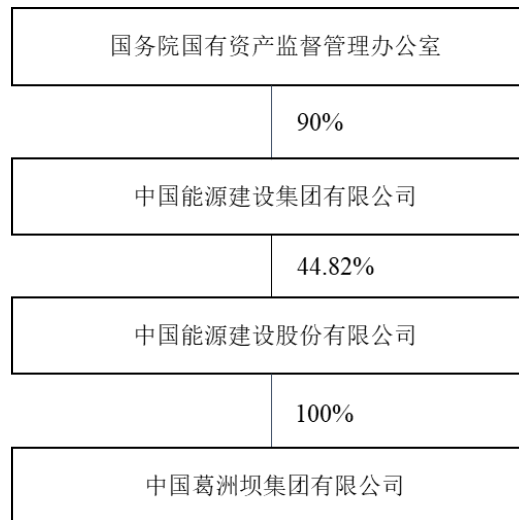 国务院国有资产监督管理办公室
90%
中国能源建设集团有限公司
44.82%
中国能源建设股份有限公司
100%
中国葛洲坝集团有限公司